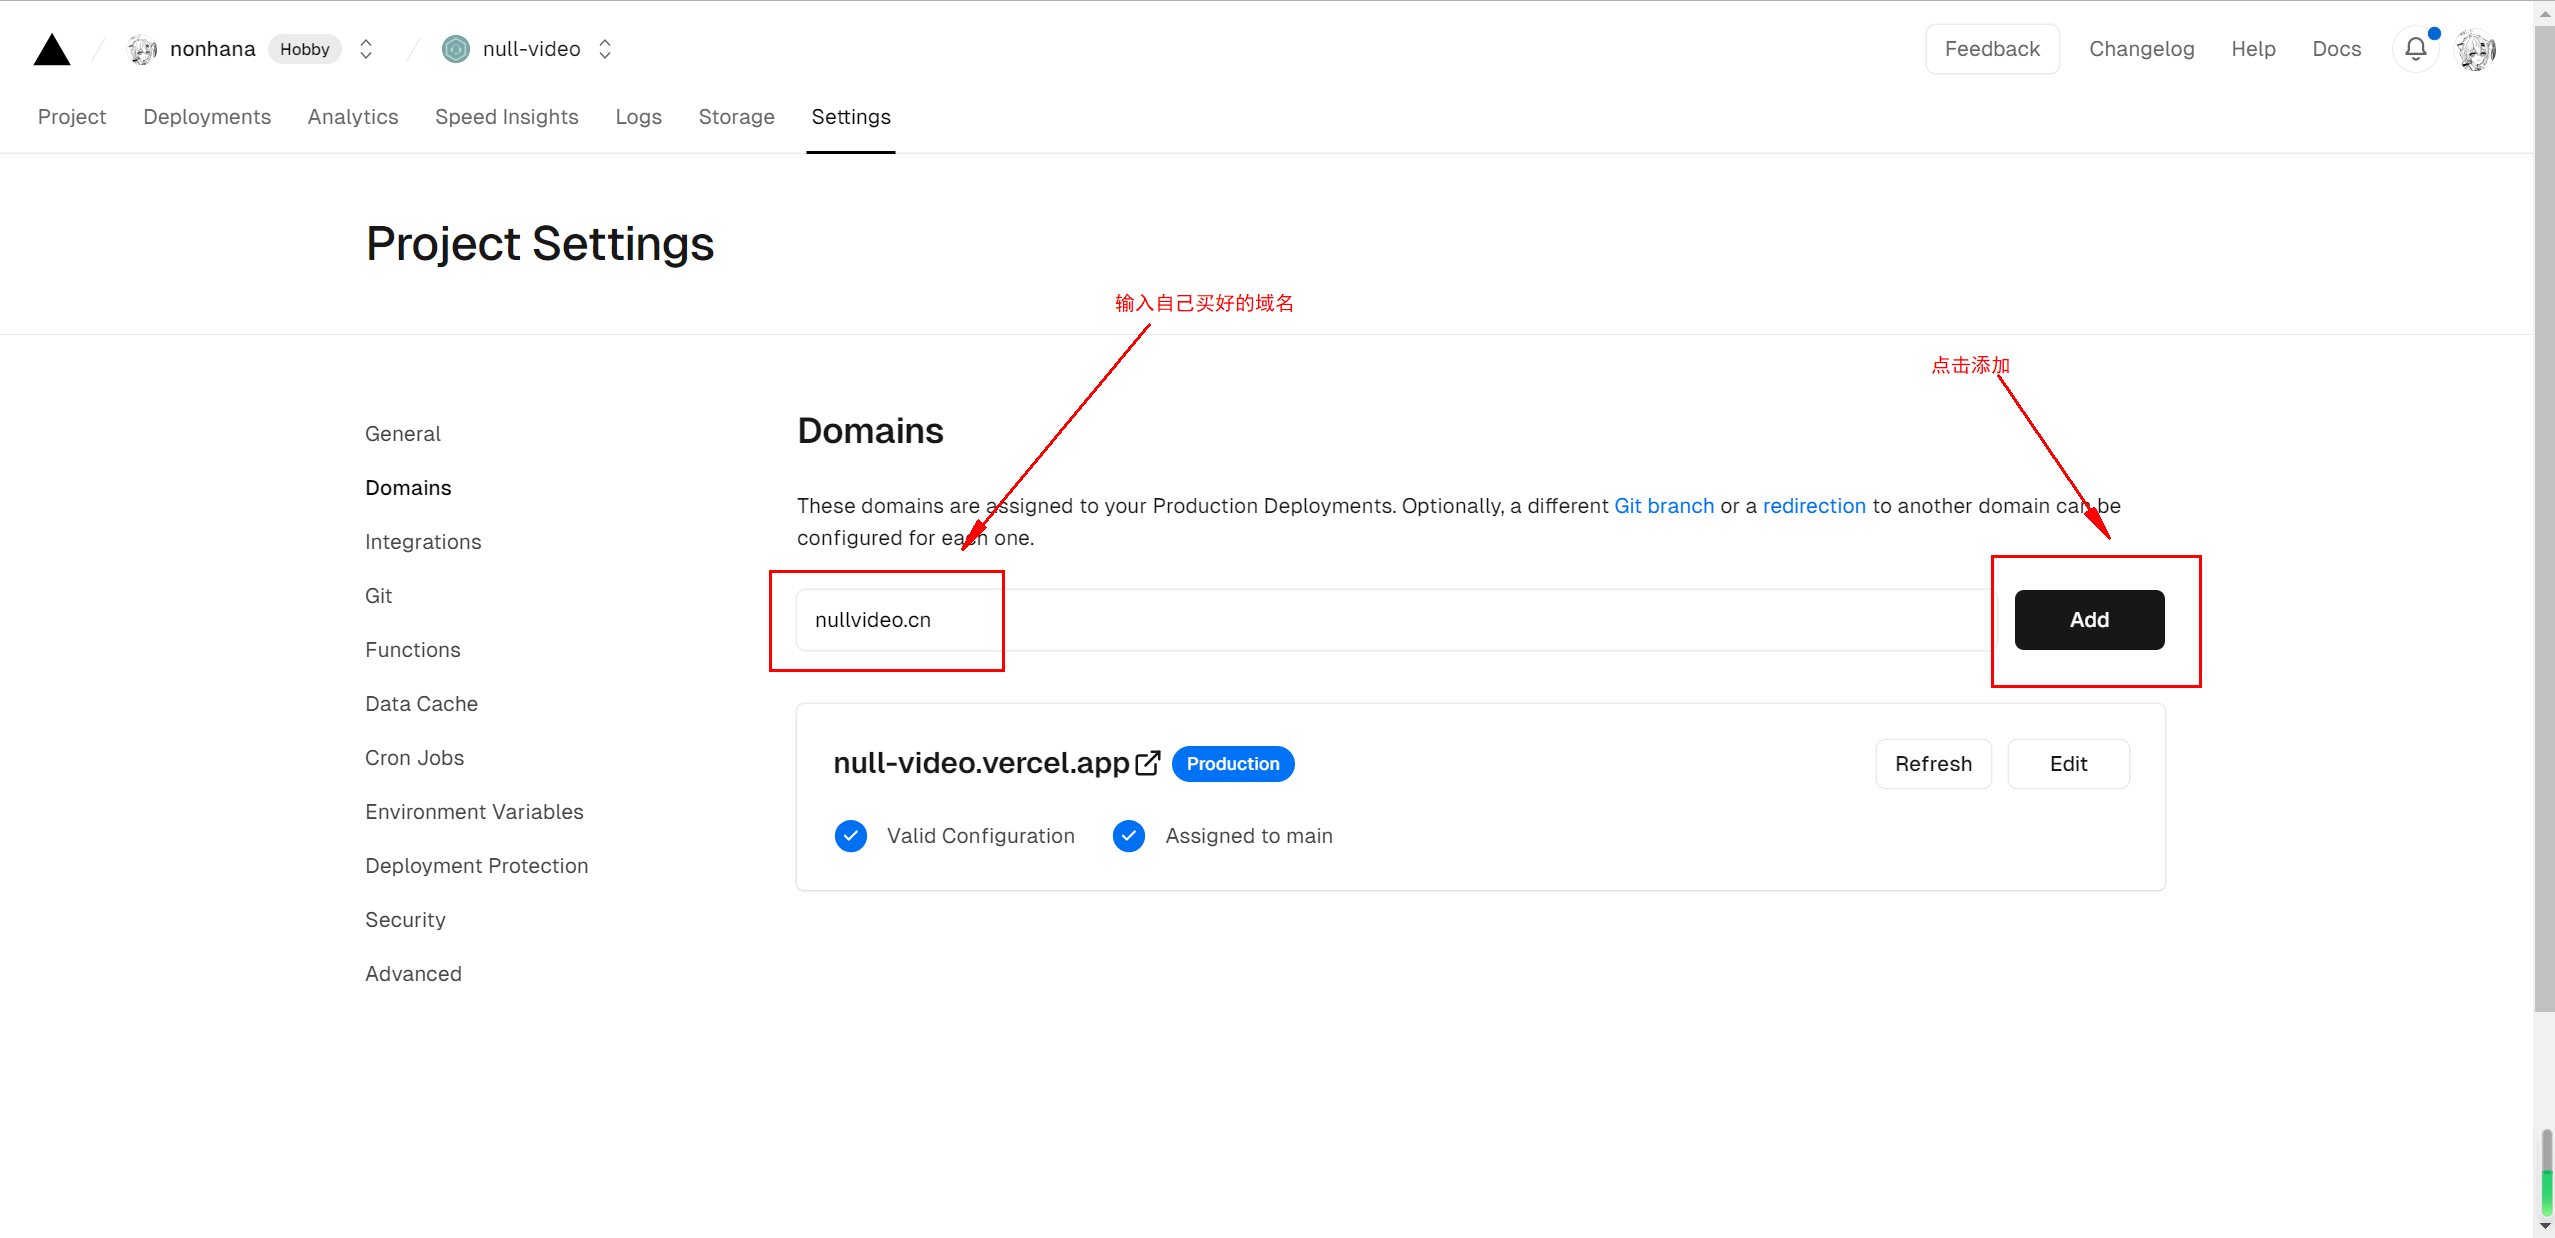 nonhana Hobby null-video Feedback Changelog Help Docs
Project Deployments Analytics Speed Insights Logs Storage Settings
Project Settings
输入自己买好的域名
点击添加
General
Domains
Integrations
Git
Functions
Data Cache
Cron Jobs
Environment Variables
Deployment Protection
Security
Advanced
Domains
These domains are assigned to your Production Deployments. Optionally, a different Git branch or a redirection to another domain can be
configured for each one.
nullvideo.cn Add
null-video.vercel.app Production Refresh Edit
Valid Configuration Assigned to main